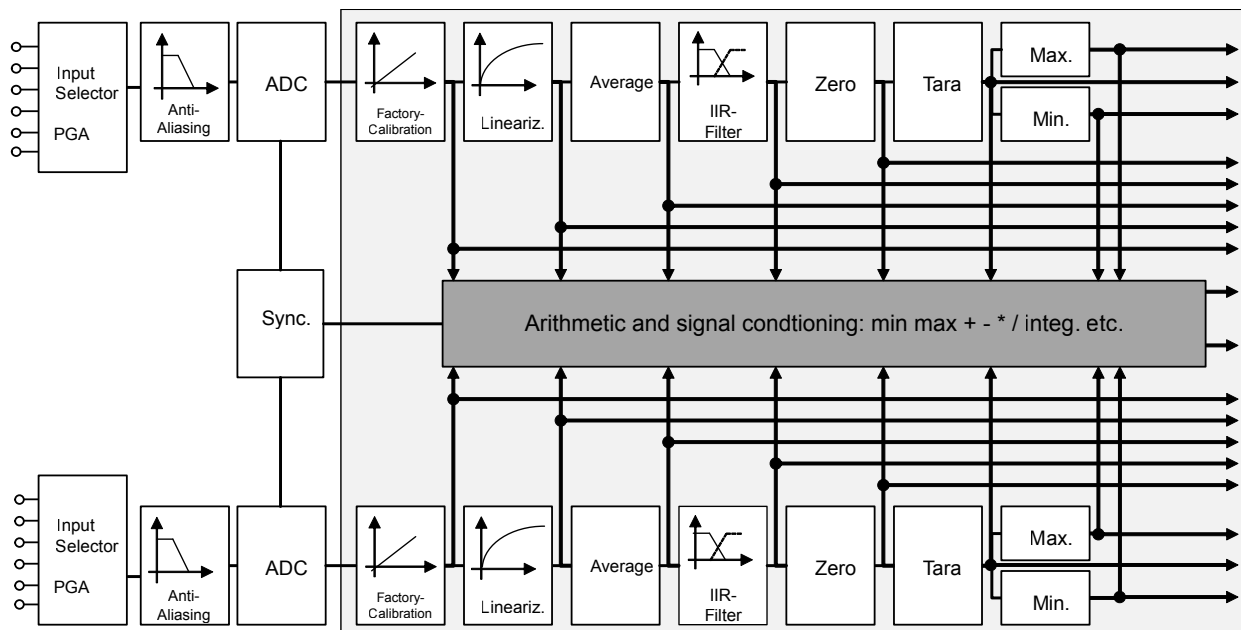 Input
Selector
PGA
Anti-
Aliasing
ADC
Factory-
Calibration
Lineariz.
Average
IIR-
Filter
Zero
Tara
Max.
Min.
Sync.
Arithmetic and signal condtioning: min max + - * / integ. etc.
Input
Selector
PGA
Anti-
Aliasing
ADC
Factory-
Calibration
Lineariz.
Average
IIR-
Filter
Zero
Tara
Max.
Min.